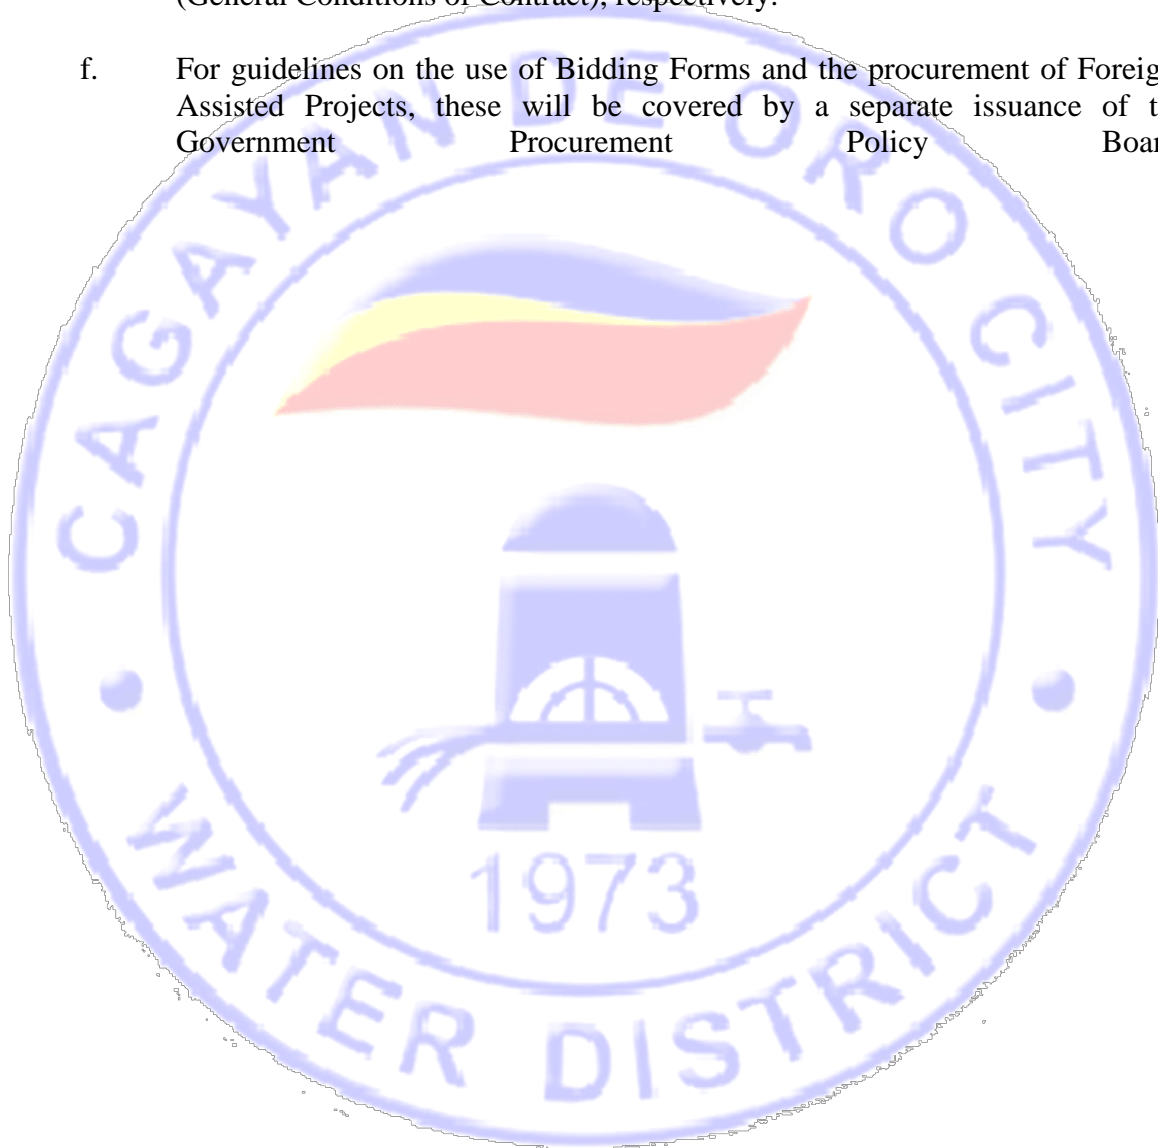 (General Conditions of Contract), respectively.
f. For guidelines on the use of Bidding Forms and the procurement of Foreig
Assisted Projects, these will be covered by a separate issuance of t
Government Procurement Policy Boar
CAGAYAN DE ORO CITY
1973
WATER DISTRICT